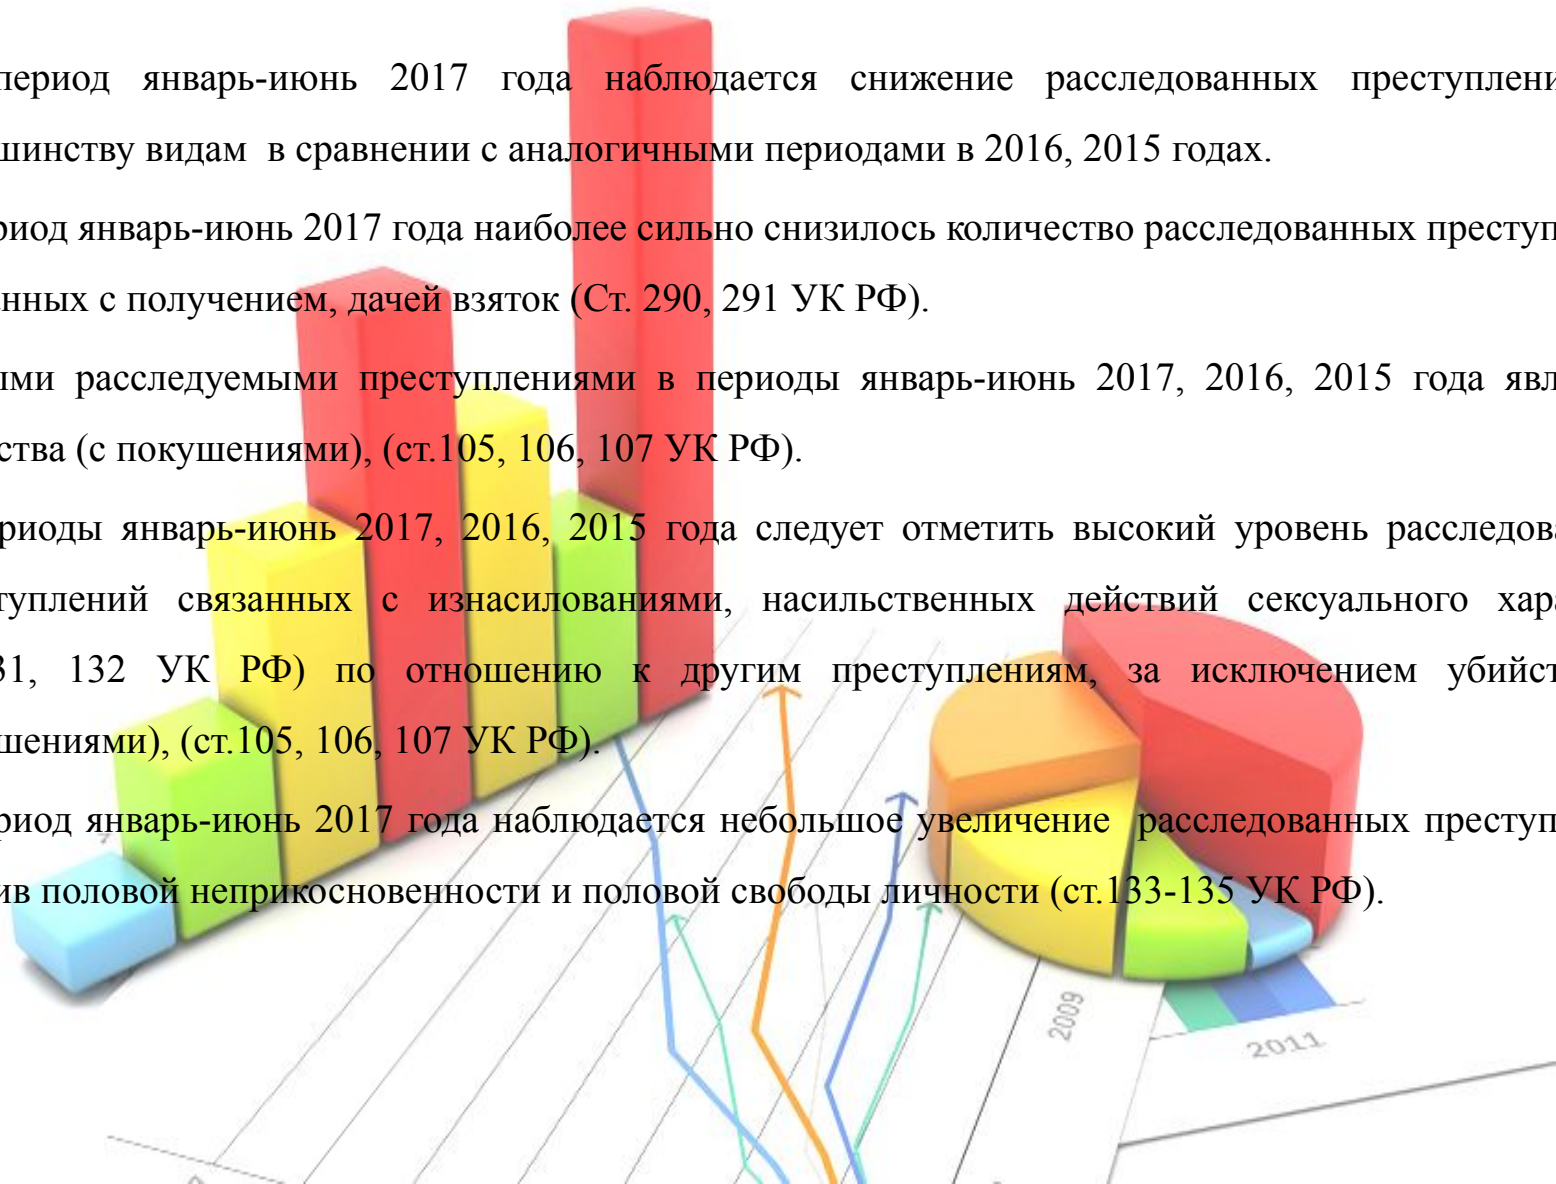 период январь-июнь 2017 года наблюдается снижение расследованных преступлени
шинству видам в сравнении с аналогичными периодами в 2016, 2015 годах.
риод январь-июнь 2017 года наиболее сильно снизилось количество расследованных преступ
нных с получением, дачей взяток (Ст. 290, 291 УК РФ).
ыми расследуемыми преступлениями в периоды январь-июнь 2017, 2016, 2015 года явл
ства (с покушениями), (ст.105, 106, 107 УК РФ).
риоды январь-июнь 2017, 2016, 2015 года следует отметить высокий уровень расследова
туплений связанных с изнасилованиями, насильственных действий сексуального хара
31, 132 УК РФ) по отношению к другим преступлениям, за исключением убийст
шениями), (ст.105, 106, 107 УК РФ).
риод январь-июнь 2017 года наблюдается небольшое увеличение расследованных преступ
ив половой неприкосновенности и половой свободы личности (ст.133-135 УК РФ).
2009
2011